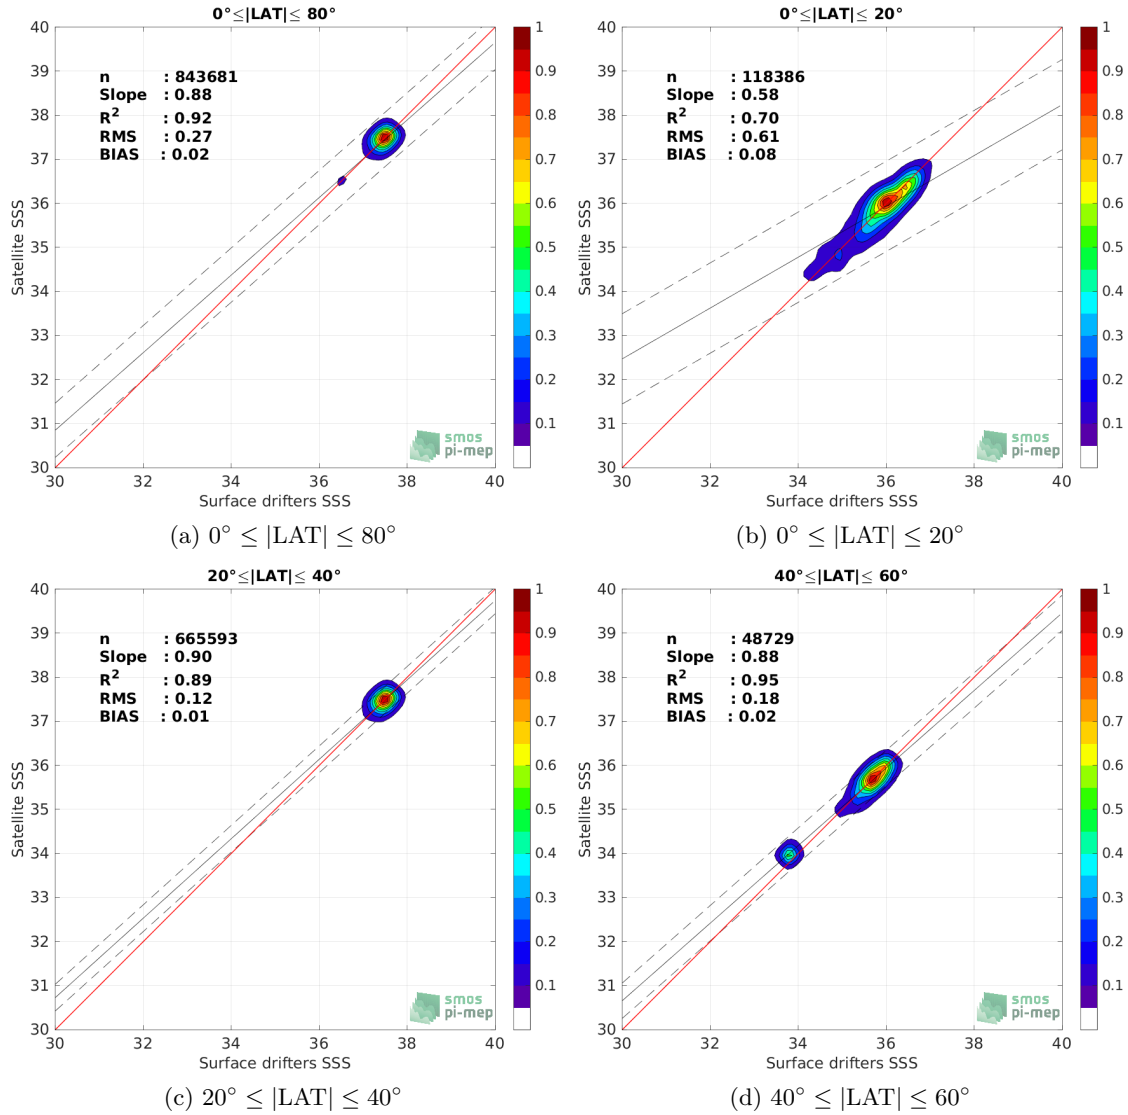 0°≤|LAT|≤ 80°
n : 843681
Slope : 0.88
R2 : 0.92
RMS : 0.27
BIAS : 0.02
Satellite SSS
40
39
38
37
36
35
34
33
32
31
30
30 32 34 36 38 40
Surface drifters SSS
1
0.9
0.8
0.7
0.6
0.5
0.4
0.3
0.2
0.1
smos
pi-mep
(a) 0° ≤ |LAT| ≤ 80°
0°≤|LAT|≤ 20°
n : 118386
Slope : 0.58
R2 : 0.70
RMS : 0.61
BIAS : 0.08
Satellite SSS
40
39
38
37
36
35
34
33
32
31
30
30 32 34 36 38 40
Surface drifters SSS
1
0.9
0.8
0.7
0.6
0.5
0.4
0.3
0.2
0.1
smos
pi-mep
(b) 0° ≤ |LAT| ≤ 20°
20°≤|LAT|≤ 40°
n : 665593
Slope : 0.90
R2 : 0.89
RMS : 0.12
BIAS : 0.01
Satellite SSS
40
39
38
37
36
35
34
33
32
31
30
30 32 34 36 38 40
Surface drifters SSS
1
0.9
0.8
0.7
0.6
0.5
0.4
0.3
0.2
0.1
smos
pi-mep
(c) 20° ≤ |LAT| ≤ 40°
40°≤|LAT|≤ 60°
n : 48729
Slope : 0.88
R2 : 0.95
RMS : 0.18
BIAS : 0.02
Satellite SSS
40
39
38
37
36
35
34
33
32
31
30
30 32 34 36 38 40
Surface drifters SSS
1
0.9
0.8
0.7
0.6
0.5
0.4
0.3
0.2
0.1
smos
pi-mep
(d) 40° ≤ |LAT| ≤ 60°